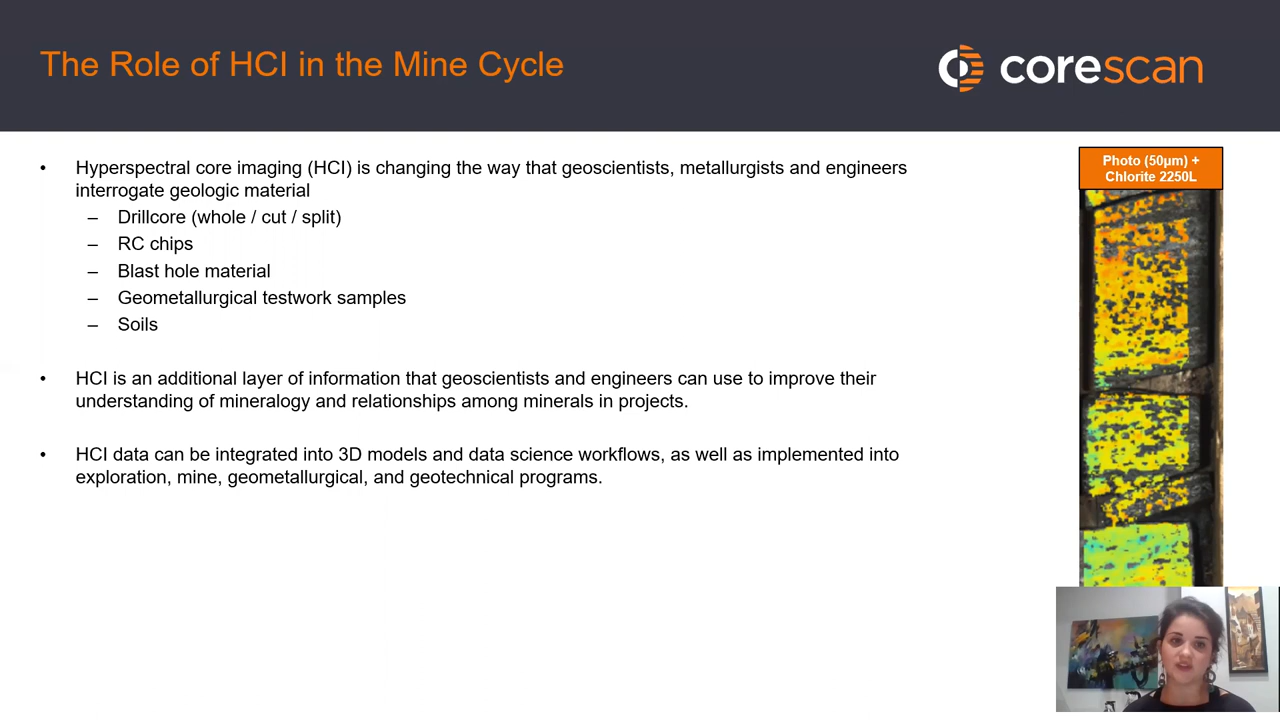 The Role of HCI in the Mine Cycle
corescan
• Hyperspectral core imaging (HCI) is changing the way that geoscientists, metallurgists and engineers
interrogate geologic material
– Drillcore (whole / cut / split)
– RC chips
– Blast hole material
– Geometallurgical testwork samples
– Soils
• HCI is an additional layer of information that geoscientists and engineers can use to improve their
understanding of mineralogy and relationships among minerals in projects.
• HCI data can be integrated into 3D models and data science workflows, as well as implemented into
exploration, mine, geometallurgical, and geotechnical programs.
Photo (50µm) +
Chlorite 2250L